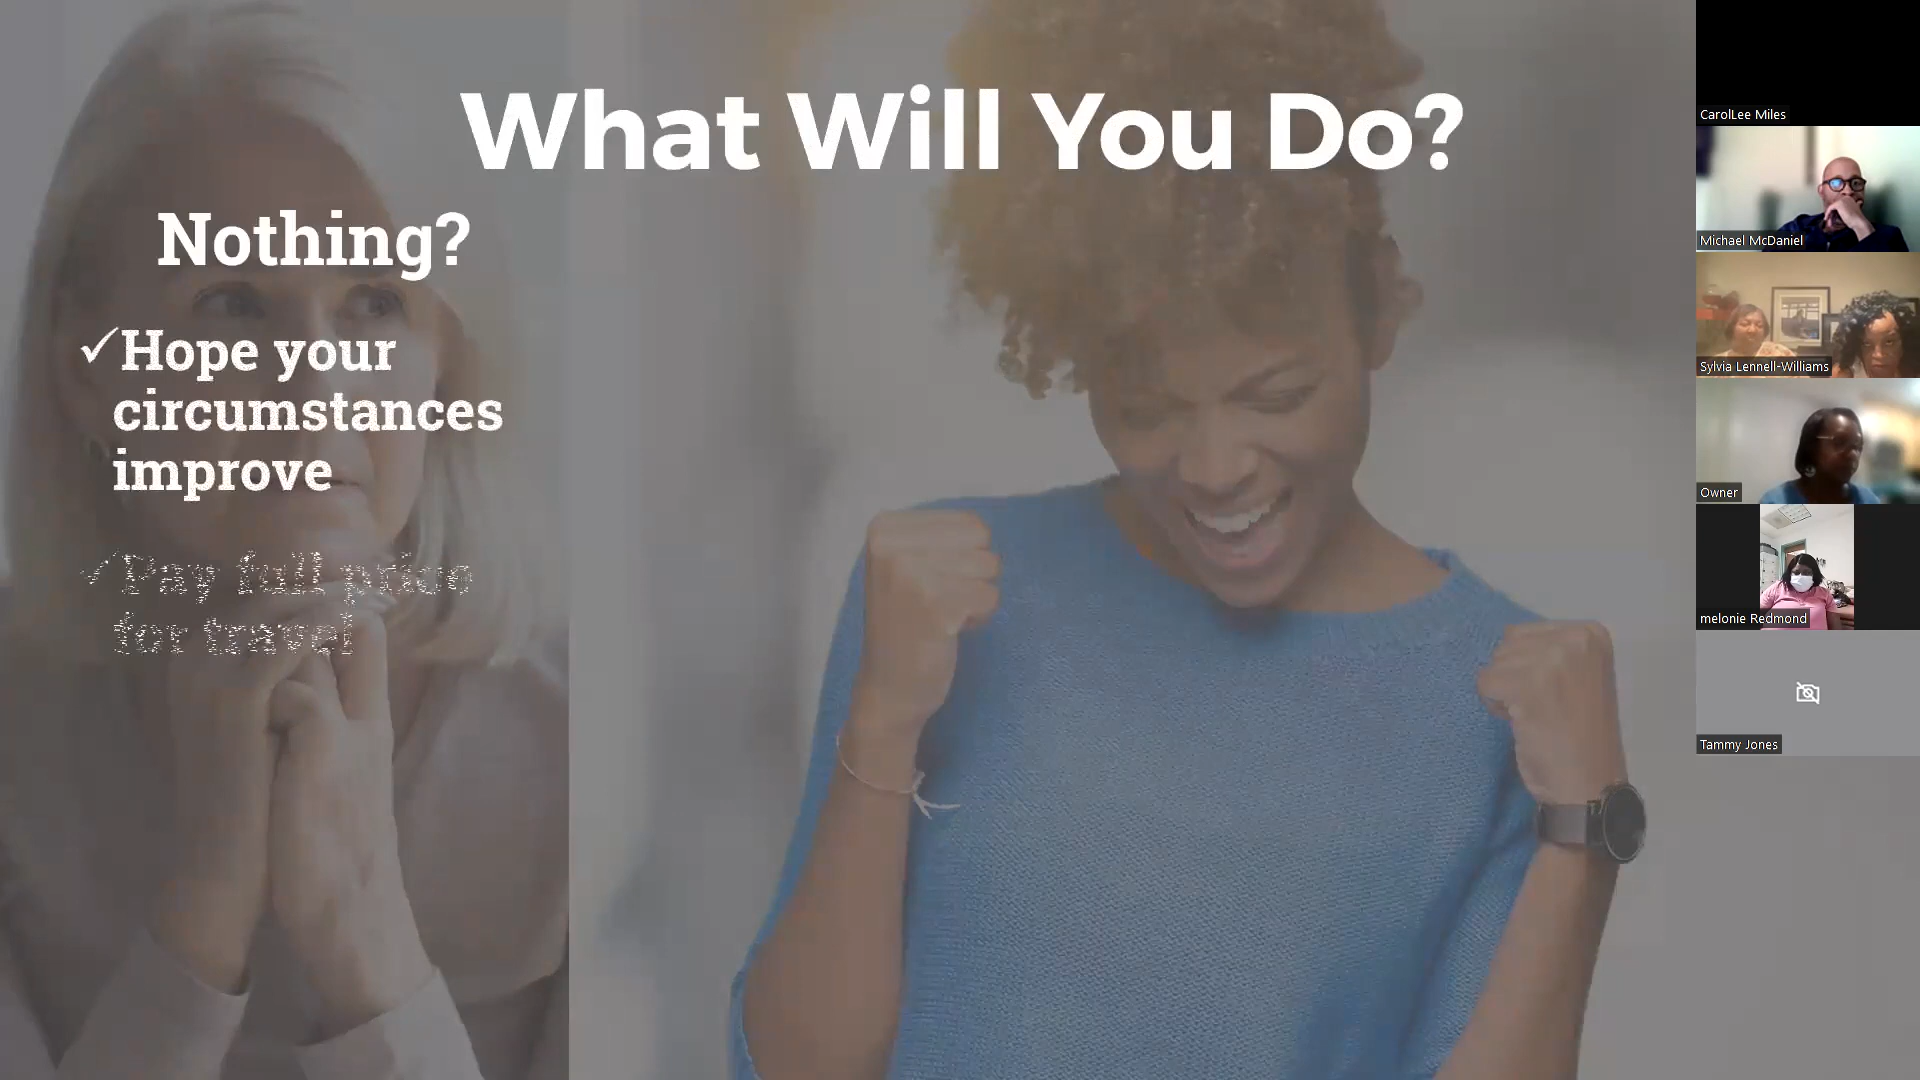 What Will You Do?
Nothing?
✓Hope your
circumstances
improve
✓Pay full price
for travel
CarolLee Miles
Michael McDaniel
Sylvia Lennell-Williams
Owner
melonie Redmond
Tammy Jones